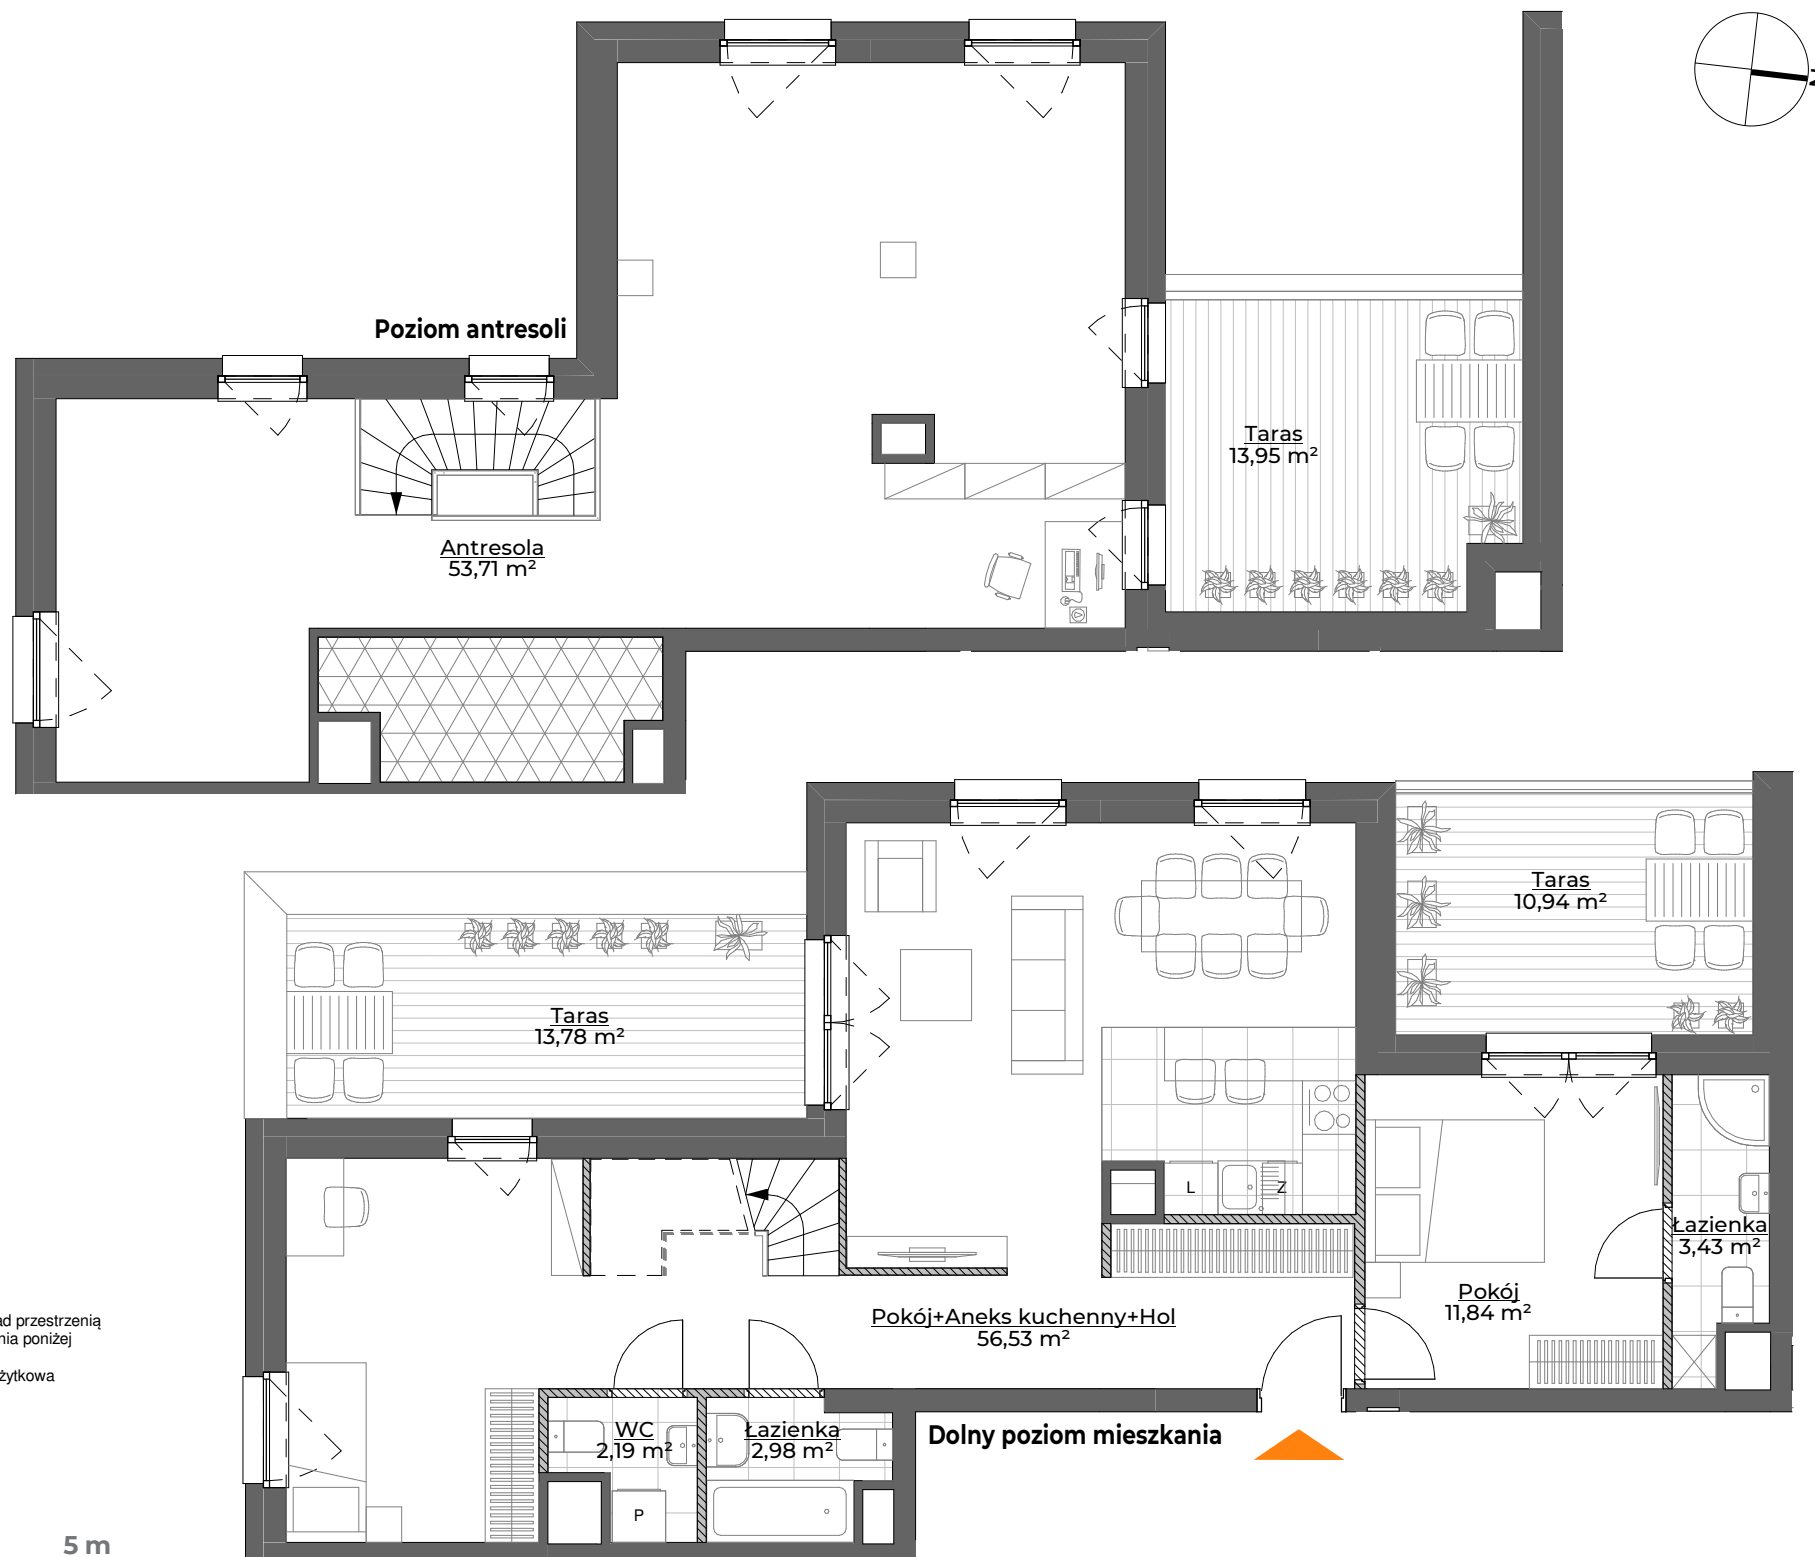 Poziom antresoli
Taras
13,95 m²
Antresola
53,71 m²
Taras
10,94 m²
Taras
13,78 m²
L
Z
Łazienka
3,43 m²
Pokój
11,84 m²
Pokój+Aneks kuchenny+Hol
56,53 m²
przestrzenią
poniżej
WC
2,19 m²
Łazienka
2,98 m²
Dolny poziom mieszkania
P
5 m